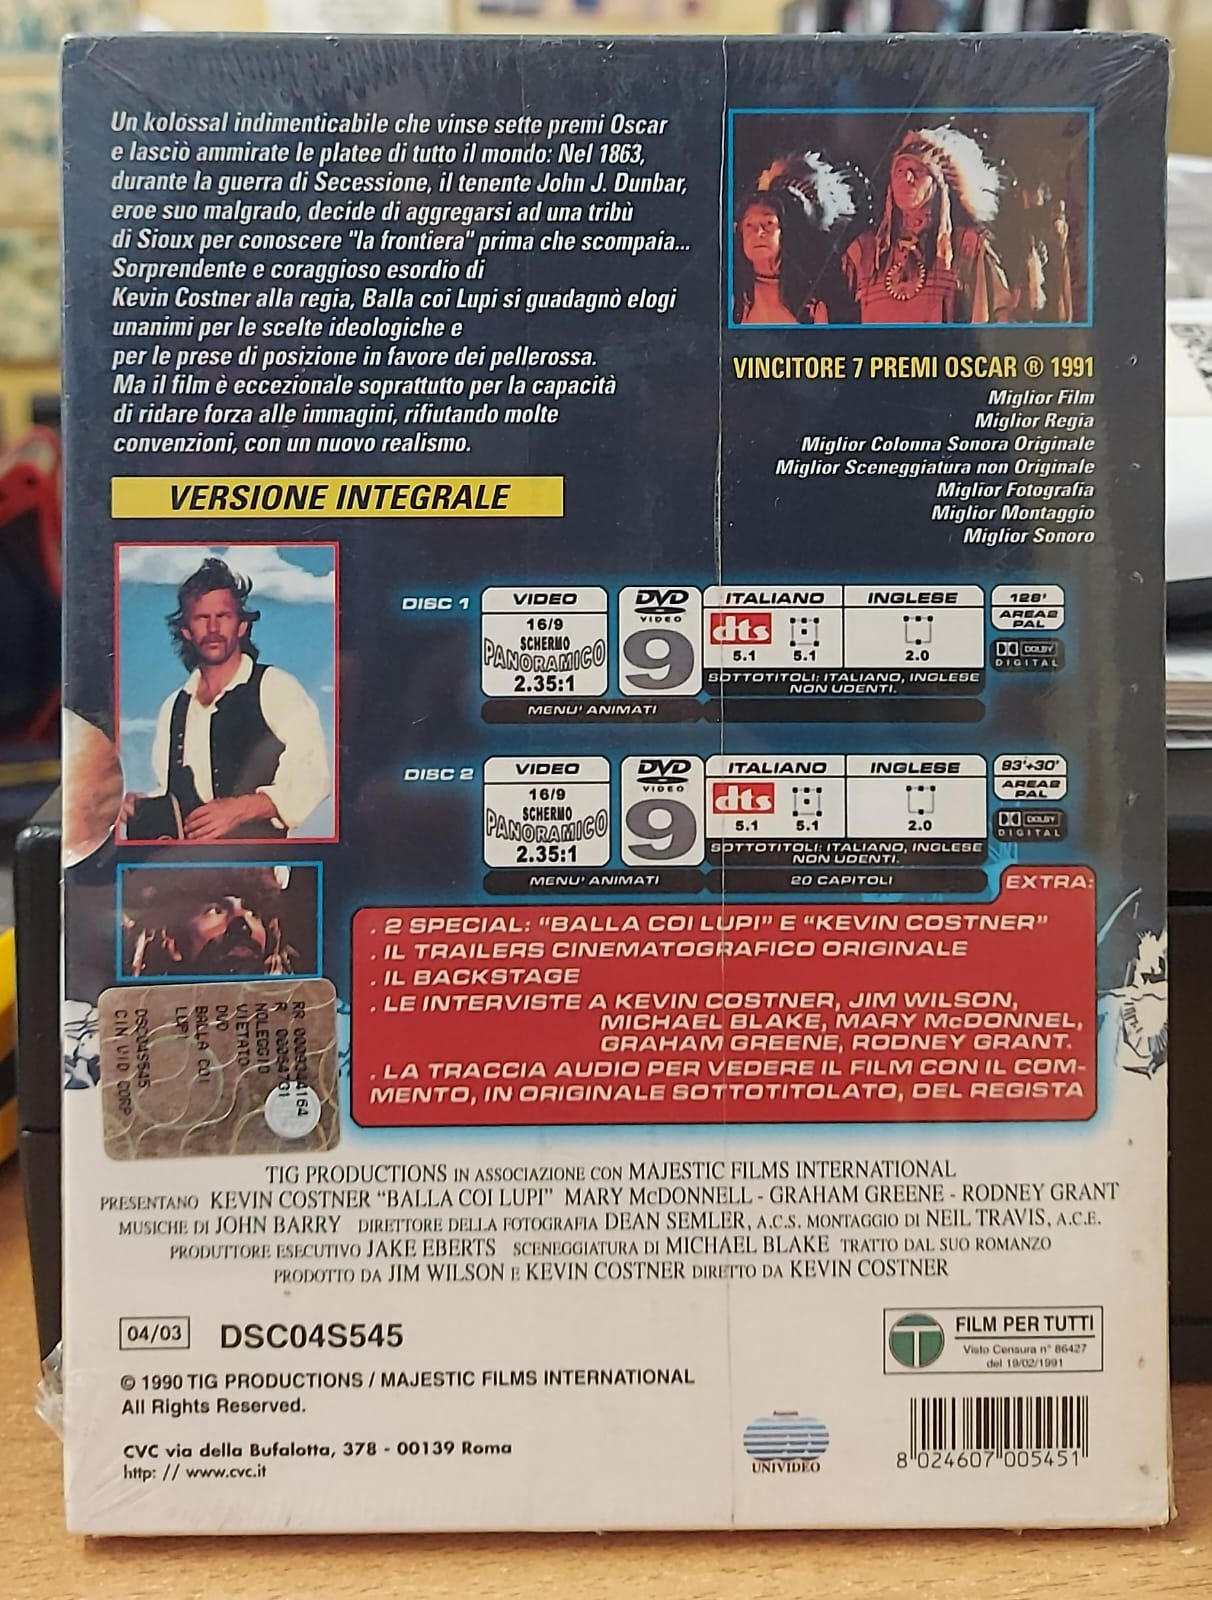 Un kolossal indimenticabile che vinse sette premi Oscar
e lasciò ammirate le platee di tutto il mondo: Nel 1863,
durante la guerra di Secessione, il tenente John J. Dunbar,
eroe suo malgrado, decide di aggregarsi ad una tribù
di Sioux per conoscere "la frontiera" prima che scompaia...
Sorprendente e coraggioso esordio di
Kevin Costner alla regia, Balla coi Lupi si guadagnò elogi
unanimi per le scelte ideologiche e
per le prese di posizione in favore dei pellerossa.
Ma il film è eccezionale soprattutto per la capacità
di ridare forza alle immagini, rifiutando molte
convenzioni, con un nuovo realismo.
VERSIONE INTEGRALE
VINCITORE 7 PREMI OSCAR ® 1991
Miglior Film
Miglior Regia
Miglior Colonna Sonora Originale
Miglior Sceneggiatura non Originale
Miglior Fotografia
Miglior Montaggio
Miglior Sonoro
DISC 1
VIDEO
16/9
SCHERMO
PANORAMICO
2.35:1
MENU' ANIMATI
DVD
VIDEO
9
ITALIANO
dts
5.1 5.1
INGLESE
2.0
SOTTOTITOLI: ITALIANO, INGLESE
NON UDENTI.
128'
AREA2
PAL
DOLBY
DIGITAL
DISC 2
VIDEO
16/9
SCHERMO
PANORAMICO
2.35:1
MENU' ANIMATI
DVD
VIDEO
9
ITALIANO
dts
5.1 5.1
INGLESE
2.0
SOTTOTITOLI: ITALIANO, INGLESE
NON UDENTI.
20 CAPITOLI
93'+30'
AREA2
PAL
DOLBY
DIGITAL
EXTRA:
. 2 SPECIAL: “BALLA COI LUPI” E “KEVIN COSTNER”
. IL TRAILERS CINEMATOGRAFICO ORIGINALE
. IL BACKSTAGE
. LE INTERVISTE A KEVIN COSTNER, JIM WILSON,
MICHAEL BLAKE, MARY McDONNEL,
GRAHAM GREENE, RODNEY GRANT.
. LA TRACCIA AUDIO PER VEDERE IL FILM CON IL COM-
MENTO, IN ORIGINALE SOTTOTITOLATO, DEL REGISTA
NOLEGGIO
VIETATO
DVD
BALLA COI
LUPI
DSC04S545
CIN VID CORP
TIG PRODUCTIONS IN ASSOCIAZIONE CON MAJESTIC FILMS INTERNATIONAL
PRESENTANO KEVIN COSTNER “BALLA COI LUPI” MARY McDONNELL - GRAHAM GREENE - RODNEY GRANT
MUSICHE DI JOHN BARRY DIRETTORE DELLA FOTOGRAFIA DEAN SEMLER, A.C.S. MONTAGGIO DI NEIL TRAVIS, A.C.E.
PRODUTTORE ESECUTIVO JAKE EBERTS SCENEGGIATURA DI MICHAEL BLAKE TRATTO DAL SUO ROMANZO
PRODOTTO DA JIM WILSON E KEVIN COSTNER DIRETTO DA KEVIN COSTNER
04/03 DSC04S545
© 1990 TIG PRODUCTIONS / MAJESTIC FILMS INTERNATIONAL
All Rights Reserved.
CVC via della Bufalotta, 378 - 00139 Roma
http: // www.cvc.it
T
FILM PER TUTTI
Visto Censura n° 86427
del 19/02/1991
UNIVIDEO
8 024607 005451